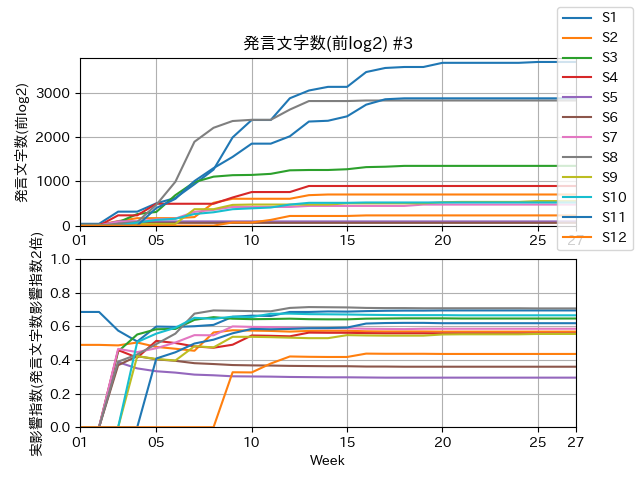 発言文字数(前log2) #3
発言文字数(前log2)
3000
2000
1000
0
01 05 10 15 20 25 27
S1
S2
S3
S4
S5
S6
S7
S8
S9
S10
S11
S12
実影響指数(発言文字数影響指数2倍)
1.0
0.8
0.6
0.4
0.2
0.0
01 05 10 15 20 25 27
Week